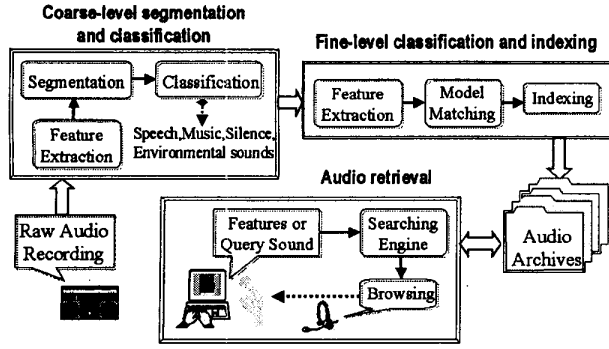 Coarse-level segmentation
and classification
Segmentation
Classification
Feature
Extraction
Speech,Music,Silence,
Environmental sounds
Fine-level classification and indexing
Feature
Extraction
Model
Matching
Indexing
Raw Audio
Recording
Audio retrieval
Features or
Query Sound
Searching
Engine
Browsing
Audio
Archives